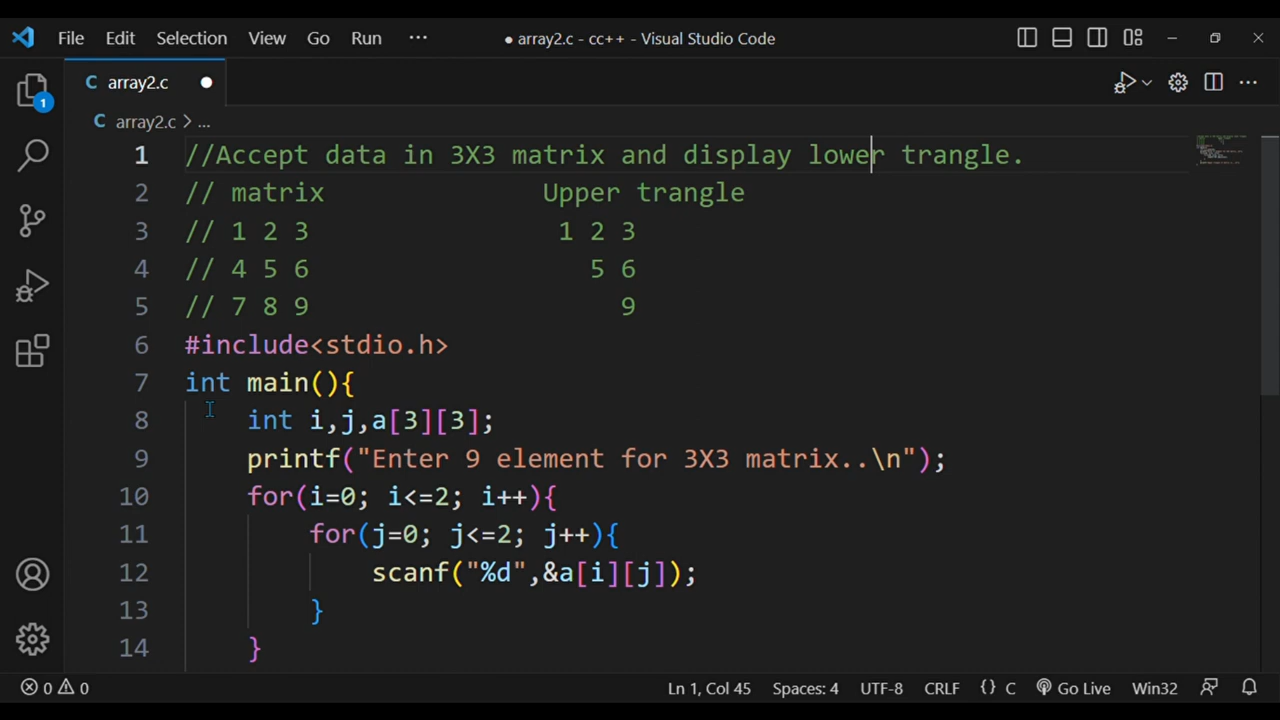 File Edit Selection View Go Run ··· ● array2.c - cc++ - Visual Studio Code
C array2.c ●
C array2.c > ...
1 //Accept data in 3X3 matrix and display lower trangle.
2 // matrix              Upper trangle
3 // 1 2 3                1 2 3
4 // 4 5 6                  5 6
5 // 7 8 9                    9
6 #include<stdio.h>
7 int main(){
8     int i,j,a[3][3];
9     printf("Enter 9 element for 3X3 matrix..\n");
10     for(i=0; i<=2; i++){
11         for(j=0; j<=2; j++){
12             scanf("%d",&a[i][j]);
13         }
14     }
1
0 0 Ln 1, Col 45 Spaces: 4 UTF-8 CRLF {} C Go Live Win32